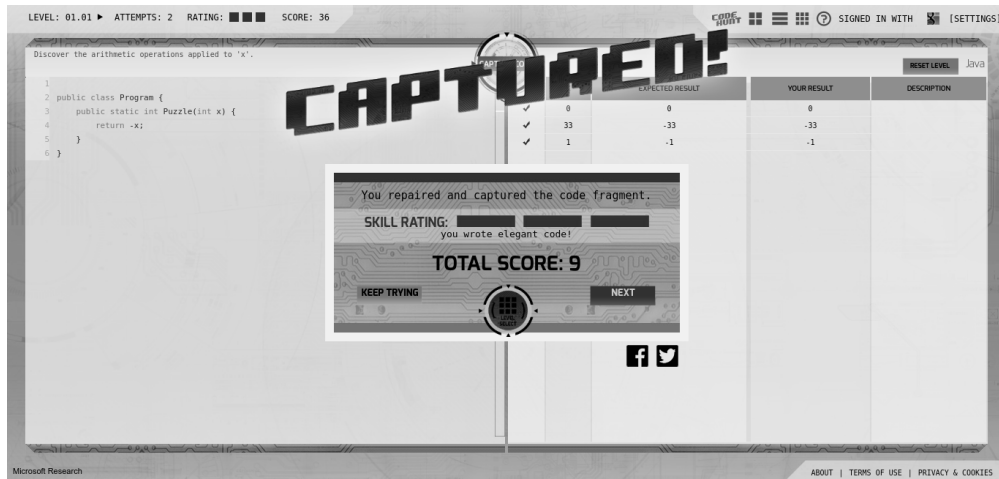 LEVEL: 01.01 ▶ ATTEMPTS: 2 RATING: SCORE: 36
CODE HUNT
SIGNED IN WITH [SETTINGS]
Discover the arithmetic operations applied to 'x'.
CAPTURED!
RESET LEVEL Java
EXPECTED RESULT YOUR RESULT DESCRIPTION
1
2 public class Program {
3 public static int Puzzle(int x) {
4 return -x;
5 }
6 }
✓ 0 0 0
✓ 33 -33 -33
✓ 1 -1 -1
You repaired and captured the code fragment.
SKILL RATING:
you wrote elegant code!
TOTAL SCORE: 9
KEEP TRYING
NEXT
LEVEL
SELECT
Microsoft Research
ABOUT | TERMS OF USE | PRIVACY & COOKIES